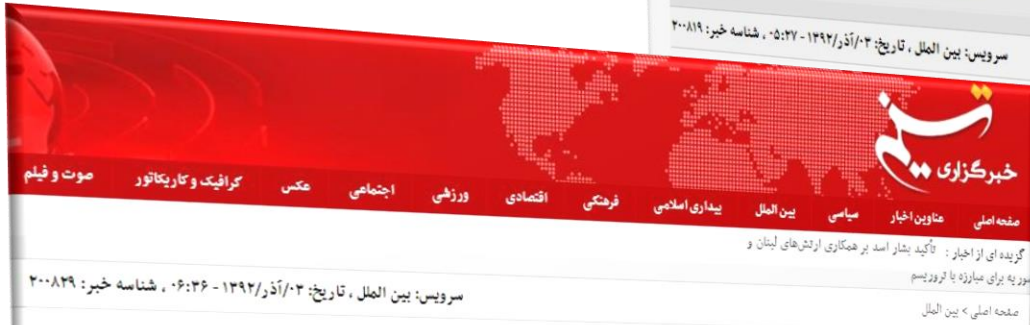 سرویس: بین الملل ، تاریخ: ۰۳/آذر/۱۳۹۲ - ۰۵:۲۷ ، شناسه خبر: ۲۰۰۸۱۹
خبرگزاری تسنیم
صفحه اصلی عناوین اخبار سیاسی بین الملل بیداری اسلامی فرهنگی اقتصادی ورزشی اجتماعی عکس گرافیک و کاریکاتور صوت و فیلم
گزیده ای از اخبار : تأکید بشار اسد بر همکاری ارتش‌های لبنان و
سوریه برای مبارزه با تروریسم
سرویس: بین الملل ، تاریخ: ۰۳/آذر/۱۳۹۲ - ۰۶:۳۶ ، شناسه خبر: ۲۰۰۸۲۹
صفحه اصلی > بین الملل